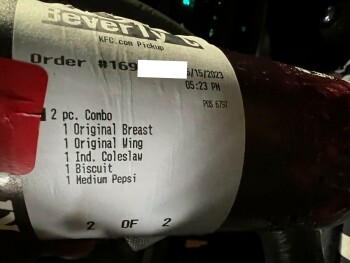 Beverly G
KFC.com Pickup
Order #169
/15/2023
05:23 PM
POS 6797
2 pc. Combo
1 Original Breast
1 Original Wing
1 Ind. Coleslaw
1 Biscuit
1 Medium Pepsi
2 OF 2